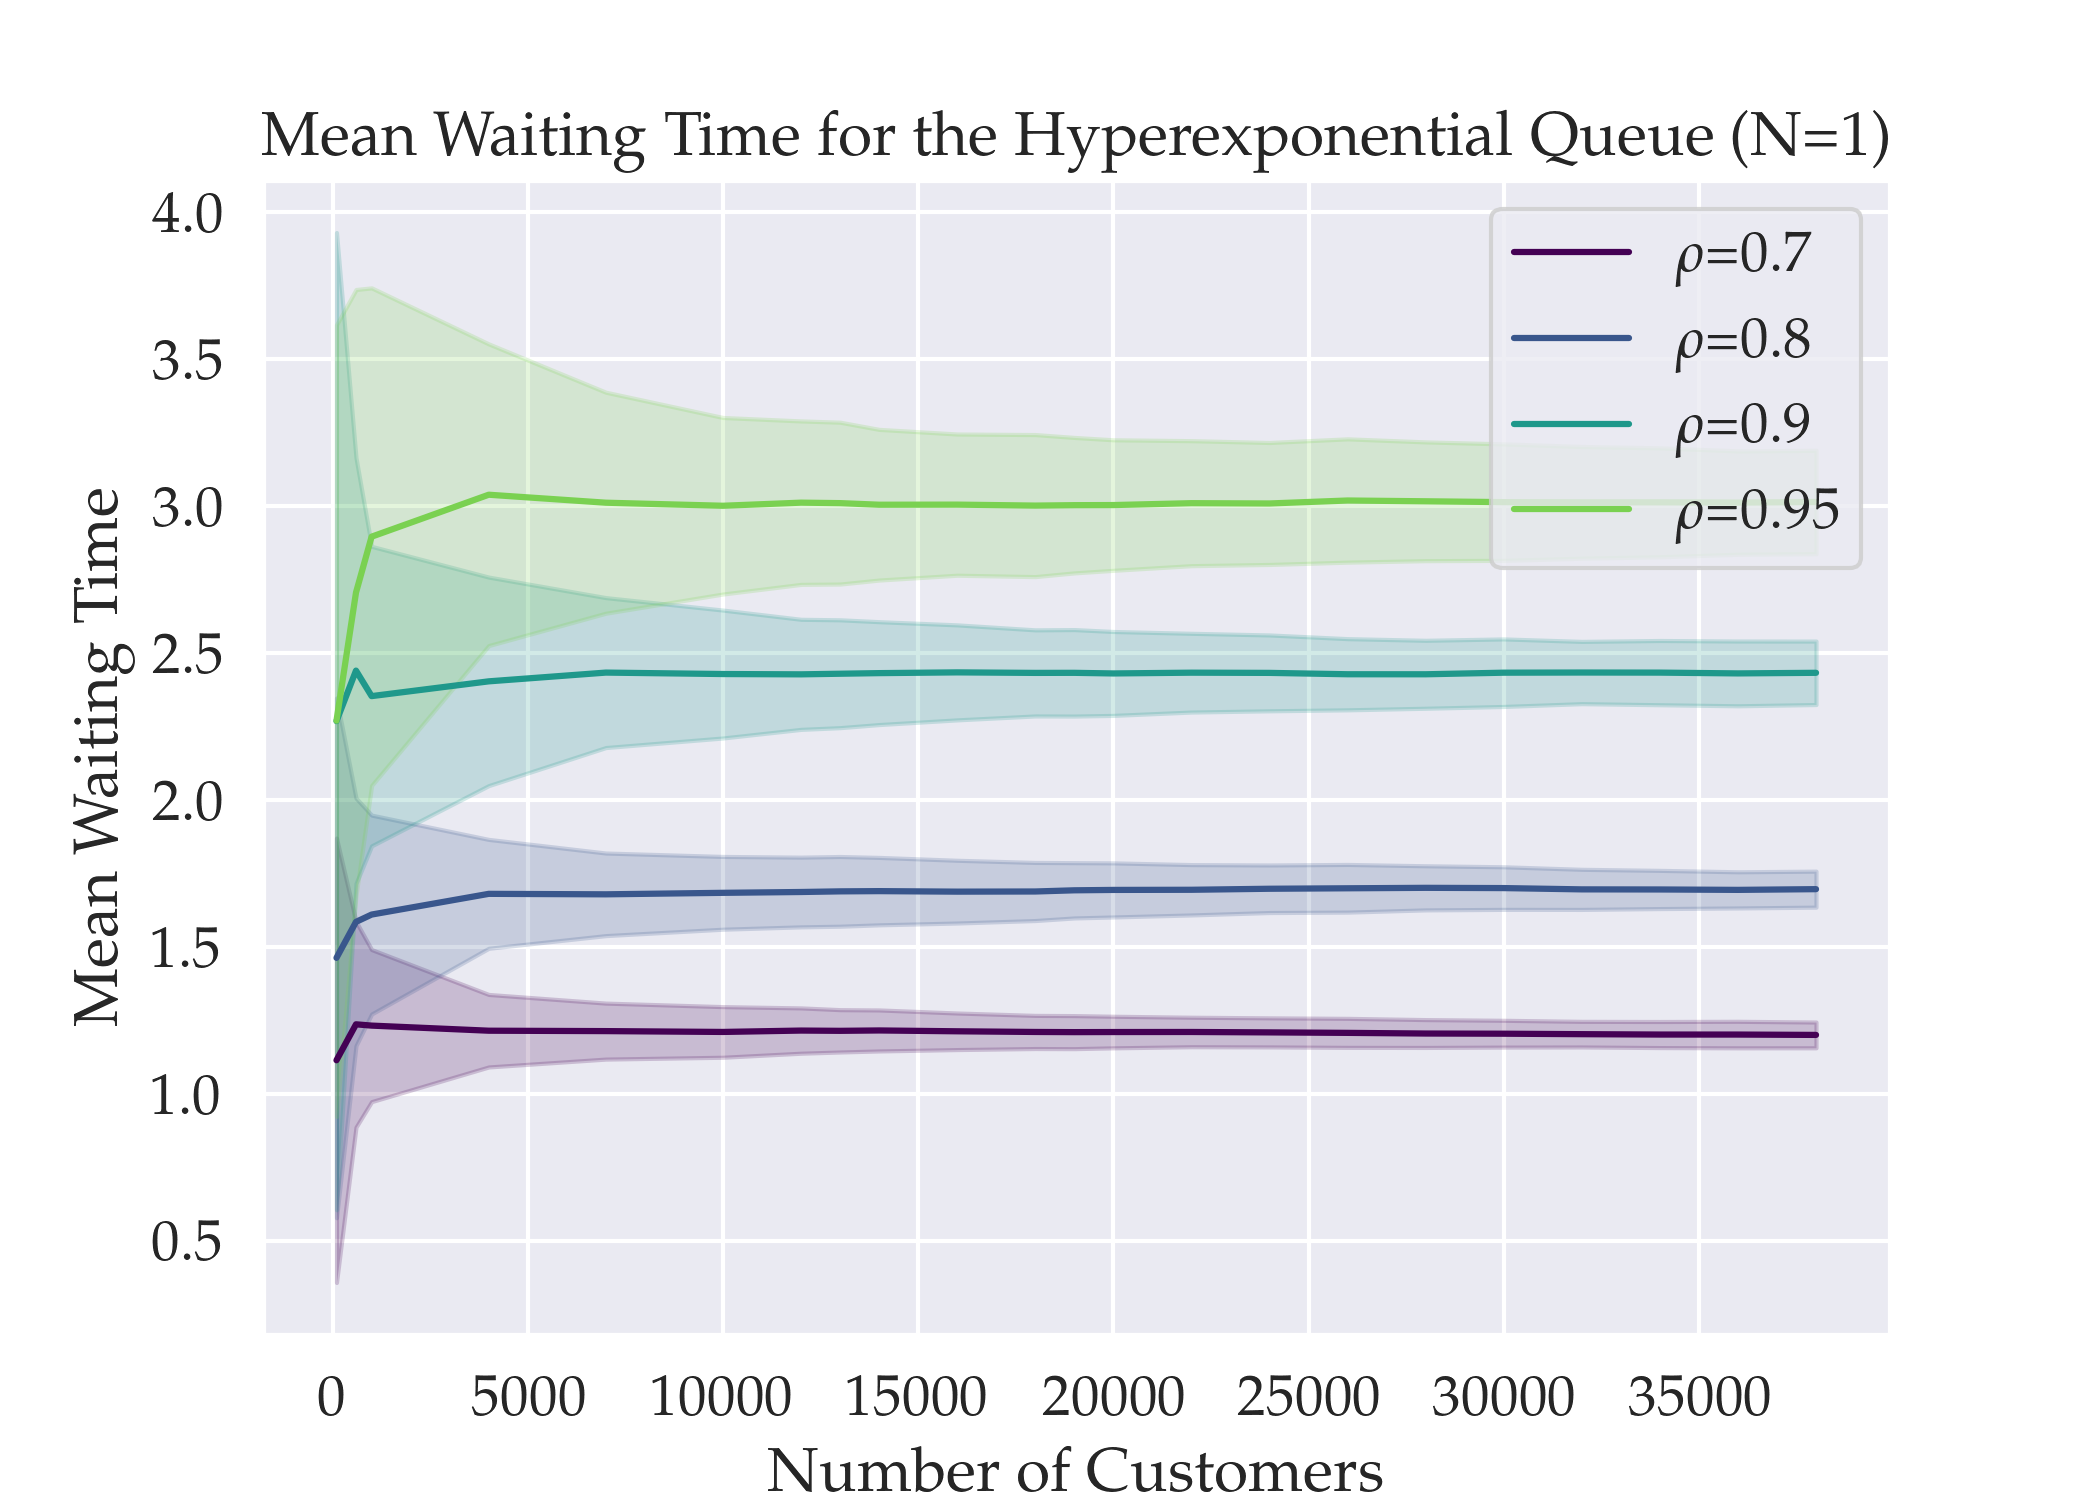 Mean Waiting Time for the Hyperexponential Queue (N=1)
4.0
3.5
3.0
2.5
2.0
1.5
1.0
0.5
Mean Waiting Time
ρ=0.7
ρ=0.8
ρ=0.9
ρ=0.95
0 5000 10000 15000 20000 25000 30000 35000
Number of Customers